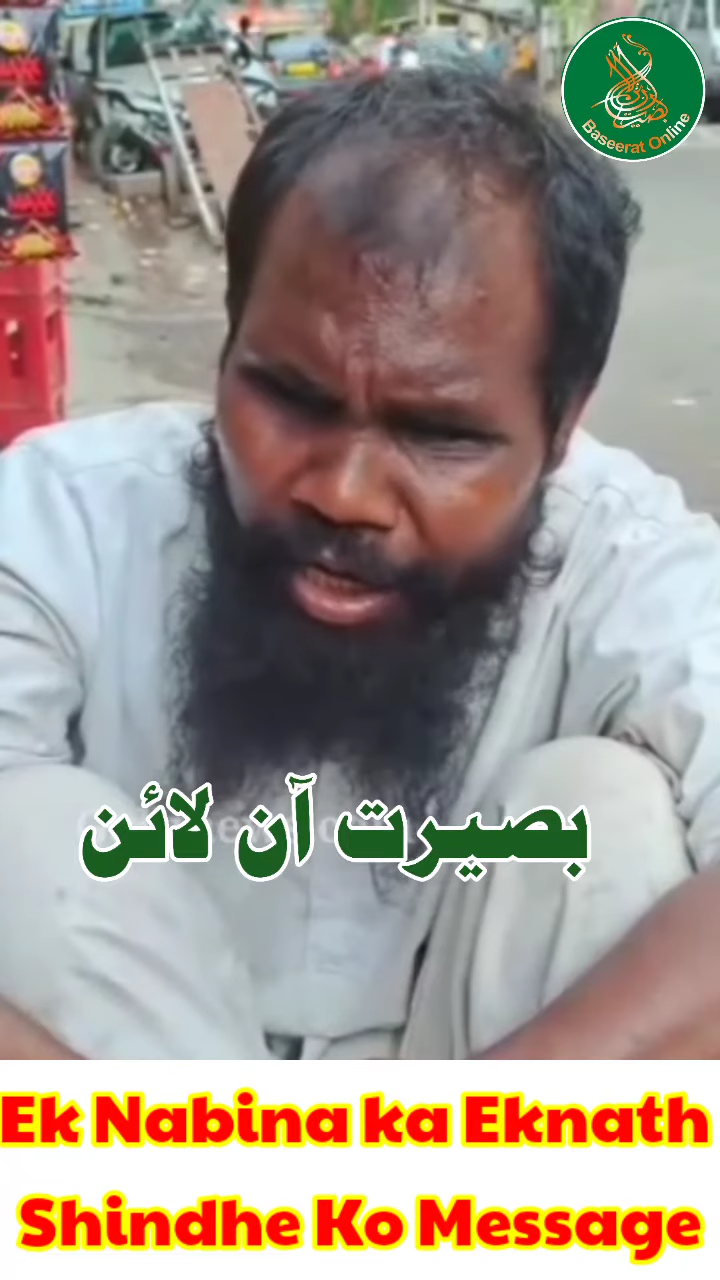 Baseerat Online
بصیرت آن لائن
Ek Nabina ka Eknath
Shindhe Ko Message